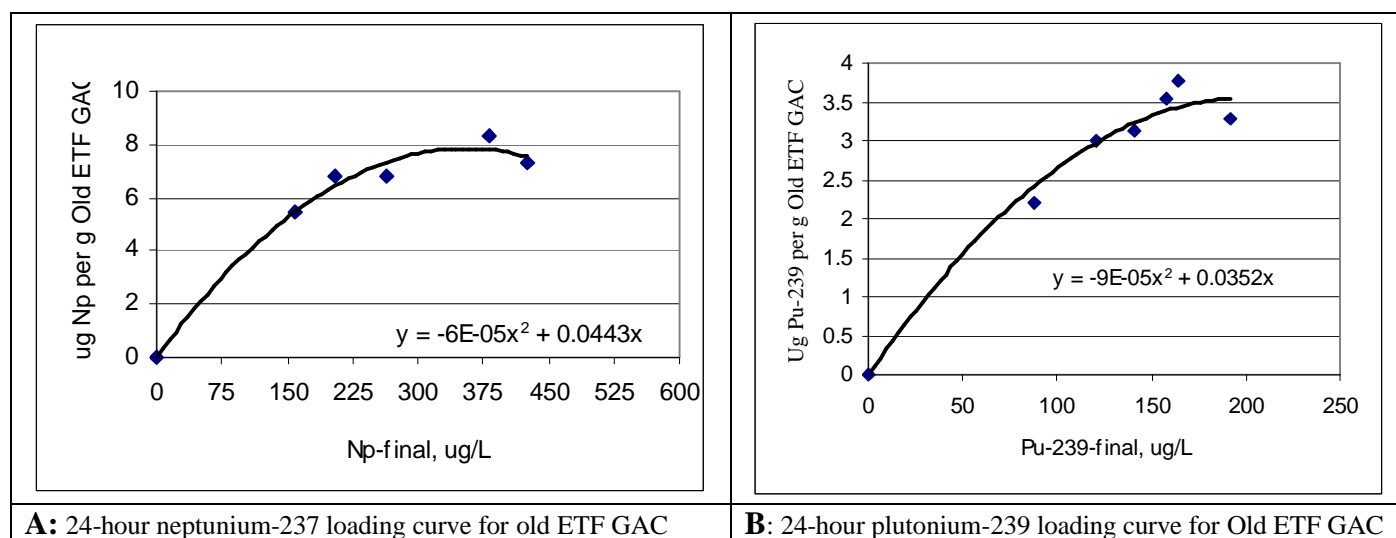 ug Np per g Old ETF GAC
10
8
6
4
2
0
y = -6E-05x² + 0.0443x
0 75 150 225 300 375 450 525 600
Np-final, ug/L
A: 24-hour neptunium-237 loading curve for old ETF GAC
Ug Pu-239 per g Old ETF GAC
4
3.5
3
2.5
2
1.5
1
0.5
0
y = -9E-05x² + 0.0352x
0 50 100 150 200 250
Pu-239-final, ug/L
B: 24-hour plutonium-239 loading curve for Old ETF GAC